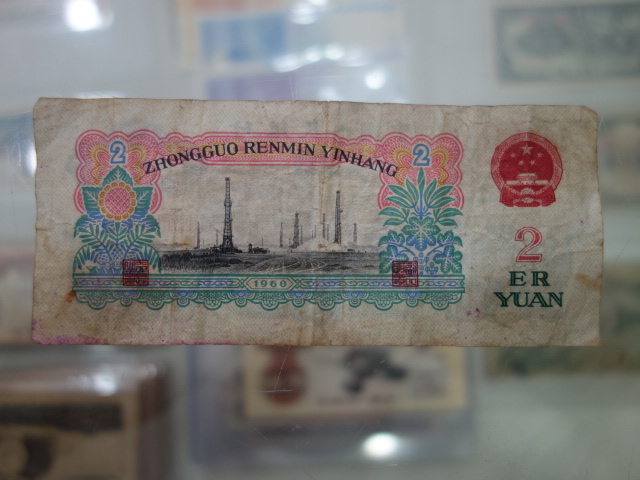 2
ZHONGGUO RENMIN YINHANG
2
1960
2
ER
YUAN